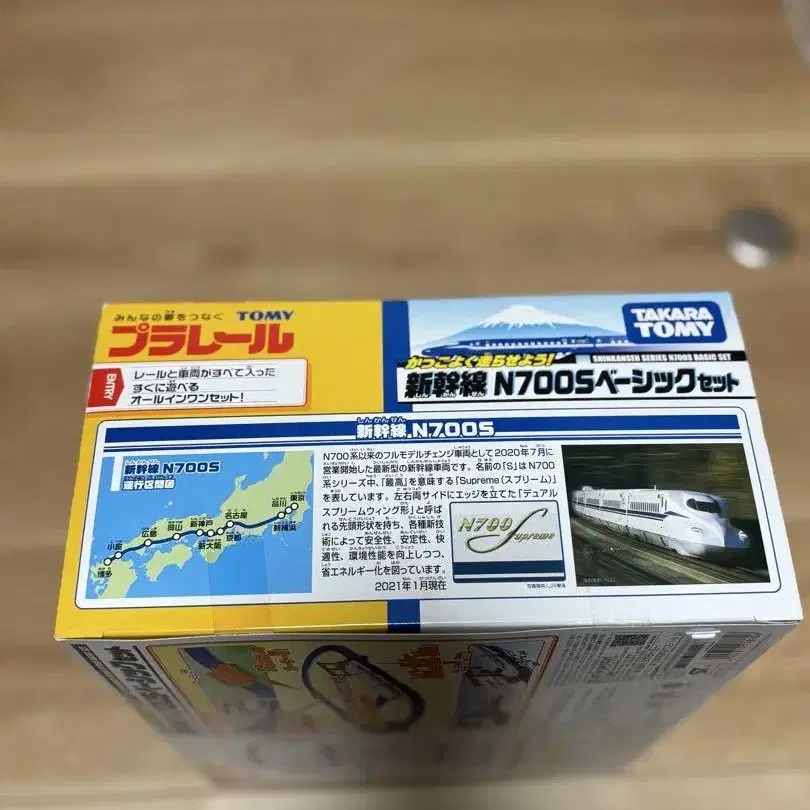 みんなの夢をつなぐ TOMY
プラレール
ENTRY
レールと車両がすべて入った
すぐに遊べる
オールインワンセット!
TAKARA
TOMY
かっこよく走らせよう!
SHINKANSEN SERIES N700S BASIC SET
新幹線 N700Sベーシックセット
新幹線 N700S
新幹線 N700S
運行区間図
東京
品川
新横浜
名古屋
京都
新大阪
新神戸
岡山
広島
小倉
博多
N700系以来のフルモデルチェンジ車両として2020年7月に
営業開始した最新型の新幹線車両です。名前の「S」はN700
系シリーズ中、「最高」を意味する「Supreme(スプリーム)」
を表しています。左右両サイドにエッジを立てた「デュアル
スプリームウィング形」と呼ば
れる先頭形状を持ち、各種新技
術によって安全性、安定性、快
適性、環境性能を向上しつつ、
省エネルギー化を図っています。
2021年1月現在
N700 Supreme
写真提供/JR東海